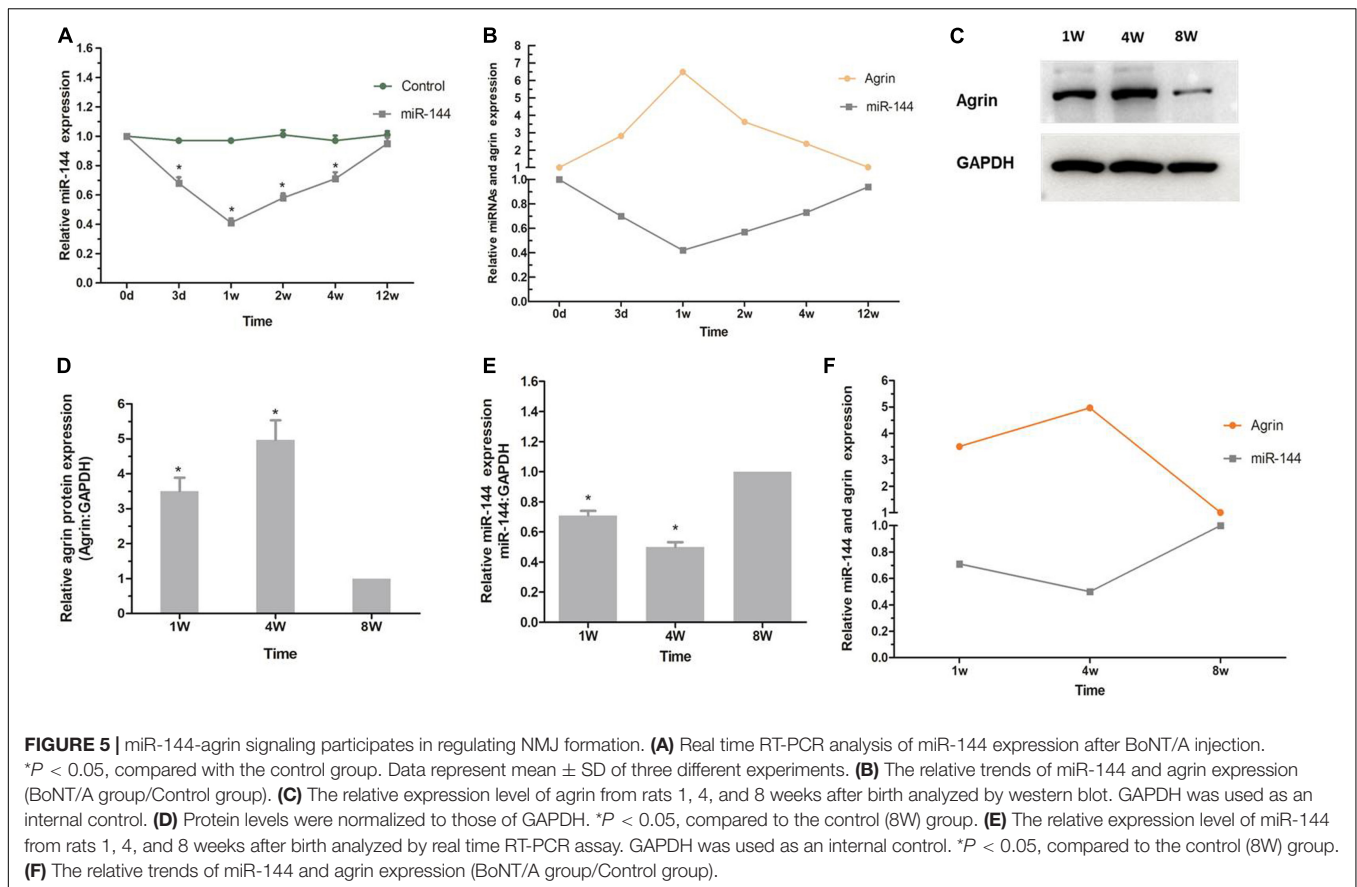 A
Relative miR-144 expression
1.6
1.4
1.2
1.0
0.8
0.6
0.4
0.2
0.0
Control
miR-144
*
*
*
*
0d 3d 1w 2w 4w 12w
Time
B
Relative miRNAs and agrin expression
8
7
6
5
4
3
2
1
1.0
0.8
0.6
0.4
0.2
0.0
Agrin
miR-144
0d 3d 1w 2w 4w 12w
Time
C
1W 4W 8W
Agrin
GAPDH
D
Relative agrin protein expression
(Agrin:GAPDH)
6
5
4
3
2
1
0
*
*
1W 4W 8W
Time
E
Relative miR-144 expression
miR-144:GAPDH
1.6
1.4
1.2
1.0
0.8
0.6
0.4
0.2
0.0
*
*
1W 4W 8W
Time
F
Relative miR-144 and agrin expression
6
5
4
3
2
1
1.0
0.8
0.6
0.4
0.2
0.0
Agrin
miR-144
1w 4w 8w
Time
FIGURE 5 | miR-144-agrin signaling participates in regulating NMJ formation. (A) Real time RT-PCR analysis of miR-144 expression after BoNT/A injection.
*P < 0.05, compared with the control group. Data represent mean ± SD of three different experiments. (B) The relative trends of miR-144 and agrin expression
(BoNT/A group/Control group). (C) The relative expression level of agrin from rats 1, 4, and 8 weeks after birth analyzed by western blot. GAPDH was used as an
internal control. (D) Protein levels were normalized to those of GAPDH. *P < 0.05, compared to the control (8W) group. (E) The relative expression level of miR-144
from rats 1, 4, and 8 weeks after birth analyzed by real time RT-PCR assay. GAPDH was used as an internal control. *P < 0.05, compared to the control (8W) group.
(F) The relative trends of miR-144 and agrin expression (BoNT/A group/Control group).